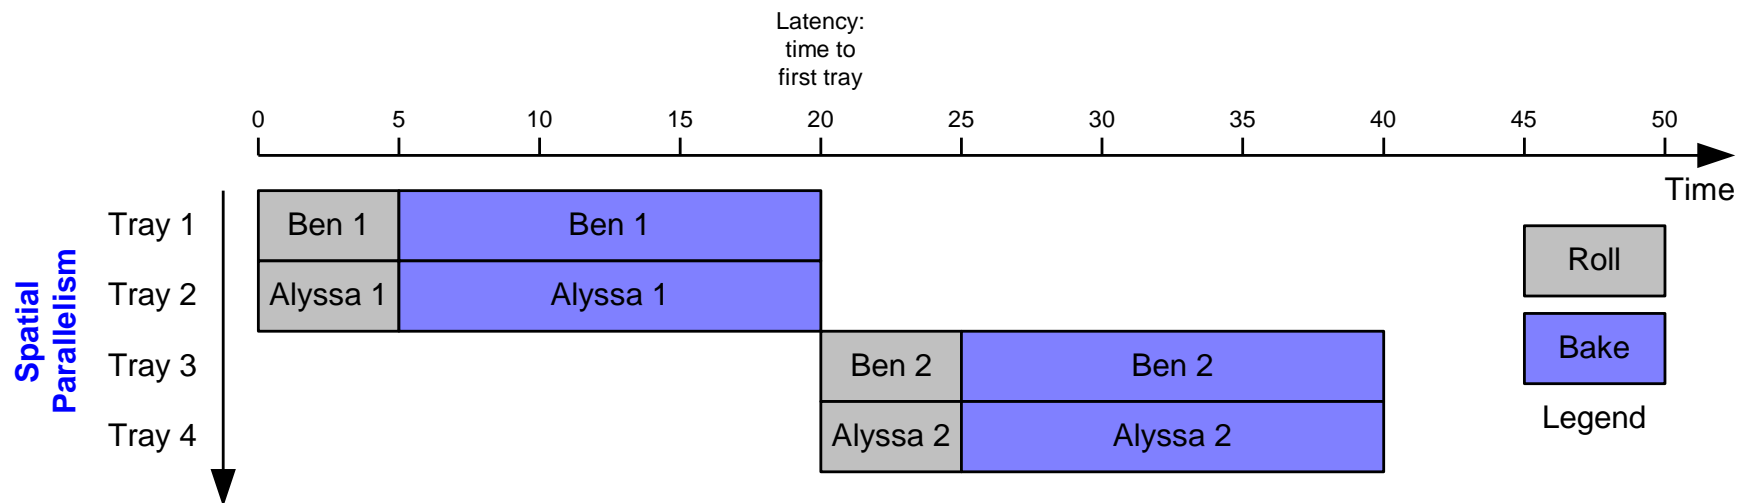 Latency:
time to
first tray
0 5 10 15 20 25 30 35 40 45 50
Time
Spatial
Parallelism
Tray 1 Ben 1 Ben 1
Tray 2 Alyssa 1 Alyssa 1
Tray 3 Ben 2 Ben 2
Tray 4 Alyssa 2 Alyssa 2
Roll
Bake
Legend